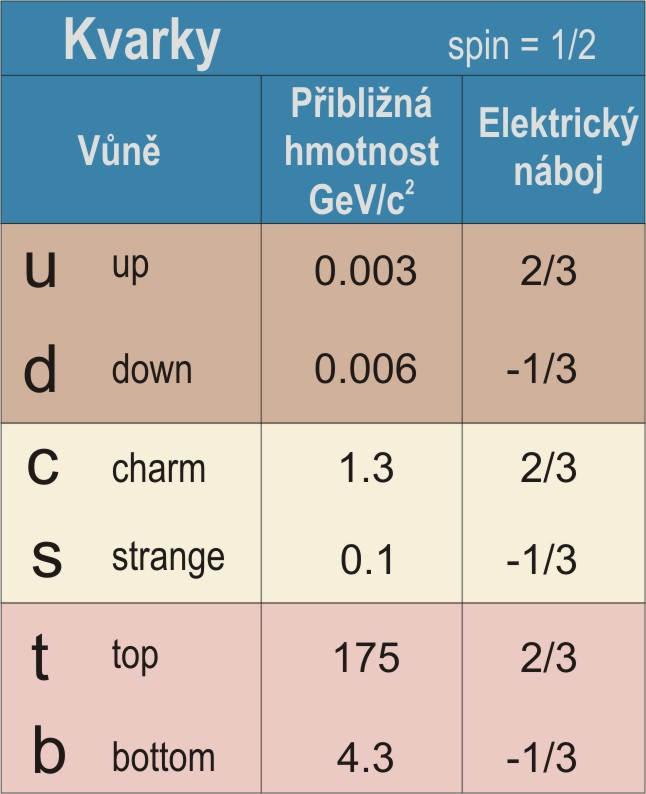 Kvarky spin = 1/2
Vůně
Přibližná
hmotnost
GeV/c²
Elektrický
náboj
u up 0.003 2/3
d down 0.006 -1/3
c charm 1.3 2/3
s strange 0.1 -1/3
t top 175 2/3
b bottom 4.3 -1/3